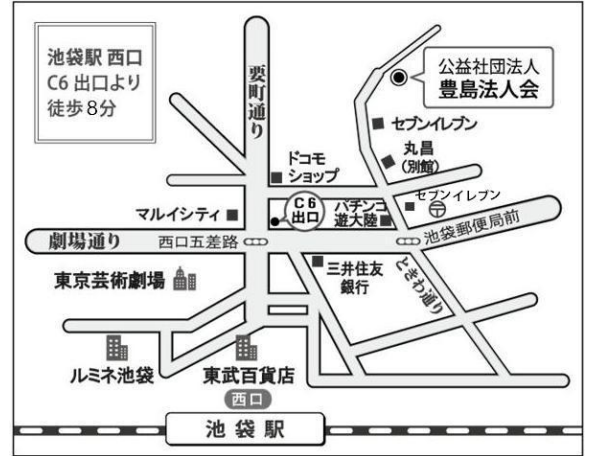 池袋駅 西口
C6 出口より
徒歩8分
要町通り
公益社団法人
豊島法人会
セブンイレブン
丸昌
(別館)
ドコモ
ショップ
セブンイレブン
C6
出口
パチンコ
遊大陸
マルイシティ
劇場通り
西口五差路
池袋郵便局前
東京芸術劇場
三井住友
銀行
ときわ通り
ルミネ池袋
東武百貨店
西口
池袋駅